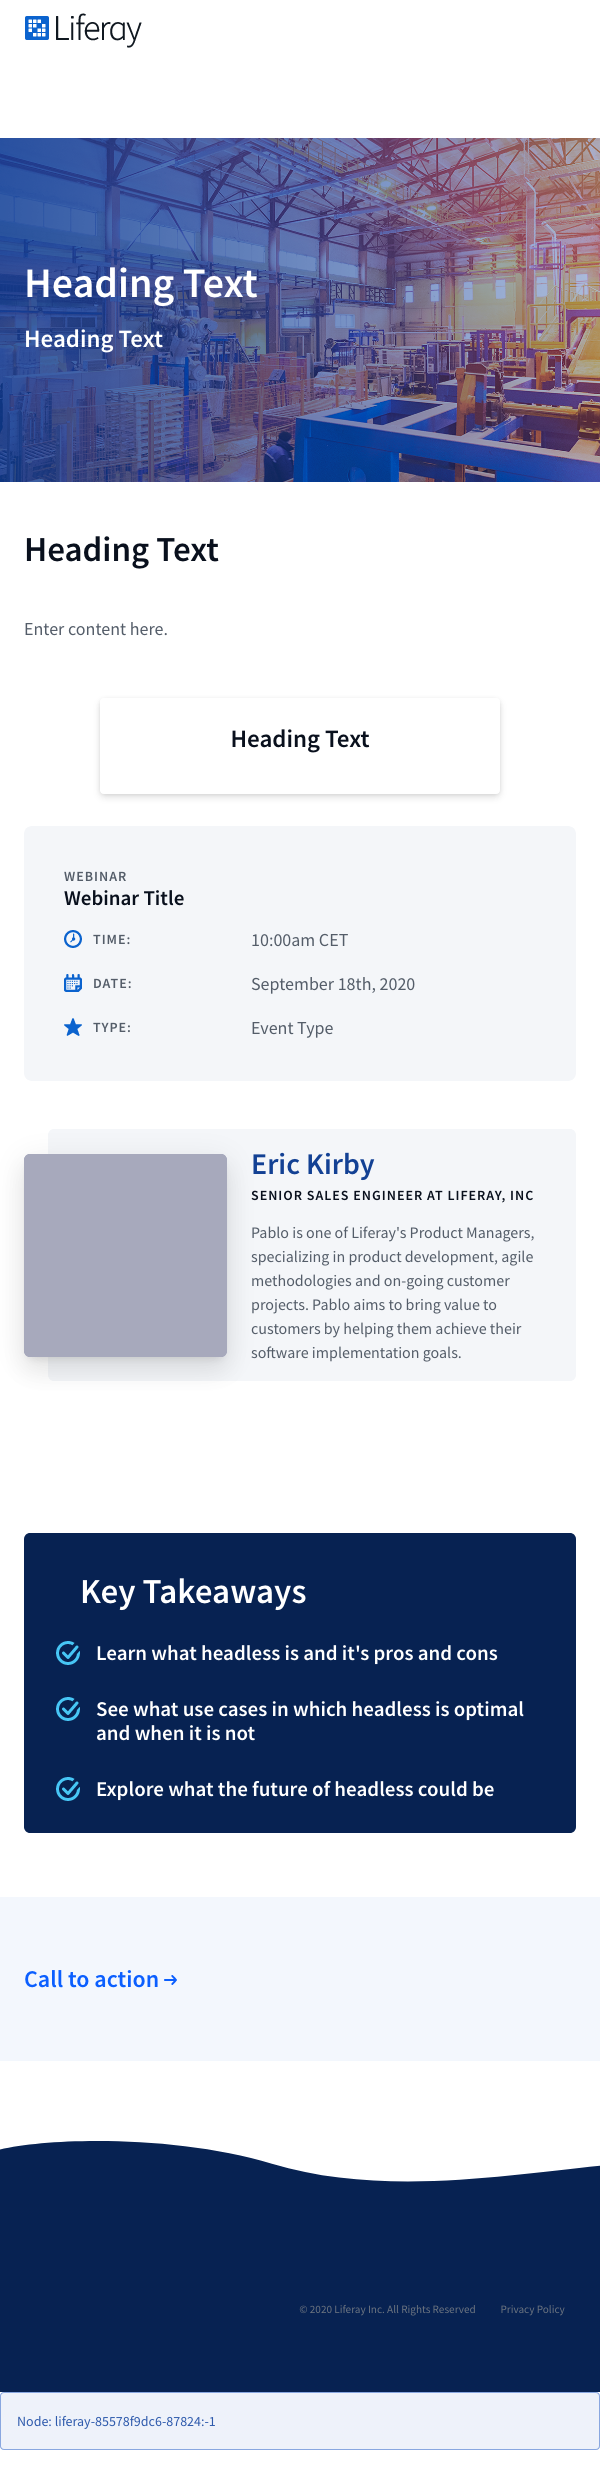 Liferay
Heading Text
Heading Text
Heading Text
Enter content here.
Heading Text
WEBINAR
Webinar Title
TIME: 10:00am CET
DATE: September 18th, 2020
TYPE: Event Type
Eric Kirby
SENIOR SALES ENGINEER AT LIFERAY, INC
Pablo is one of Liferay's Product Managers,
specializing in product development, agile
methodologies and on-going customer
projects. Pablo aims to bring value to
customers by helping them achieve their
software implementation goals.
Key Takeaways
Learn what headless is and it's pros and cons
See what use cases in which headless is optimal
and when it is not
Explore what the future of headless could be
Call to action →
© 2020 Liferay Inc. All Rights Reserved Privacy Policy
Node: liferay-85578f9dc6-87824:-1